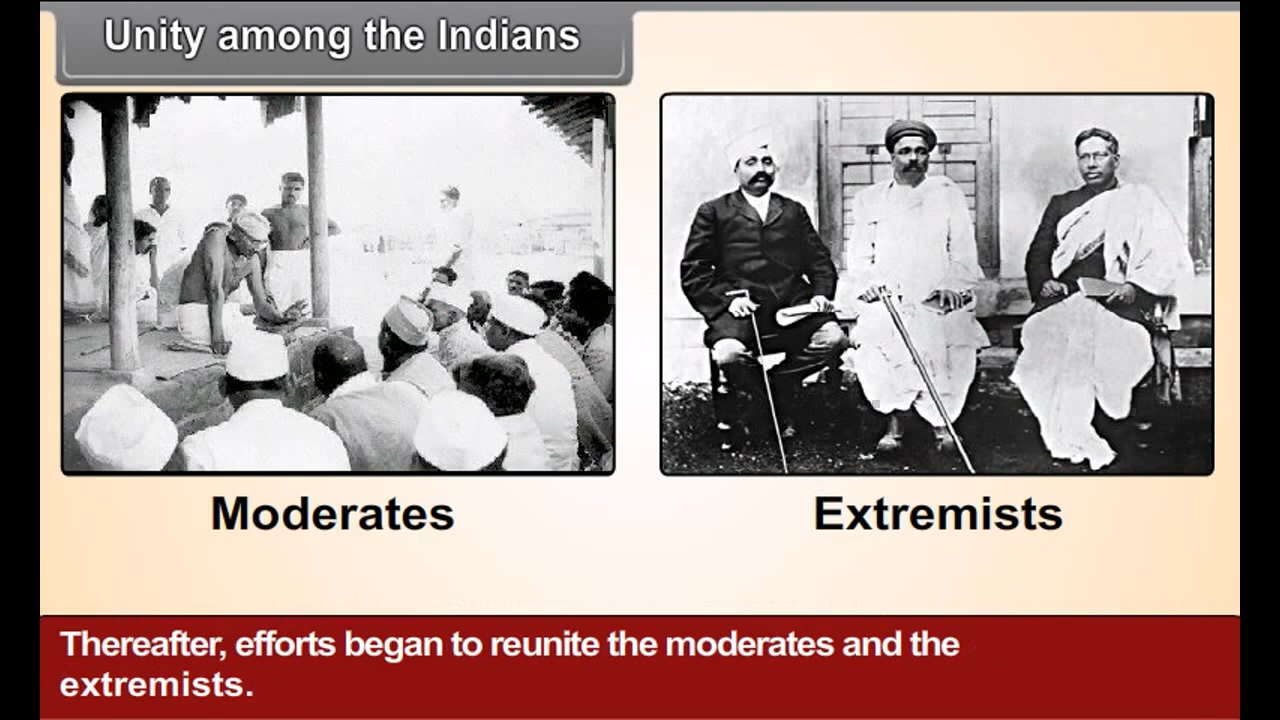 Unity among the Indians
Moderates
Extremists
Thereafter, efforts began to reunite the moderates and the
extremists.